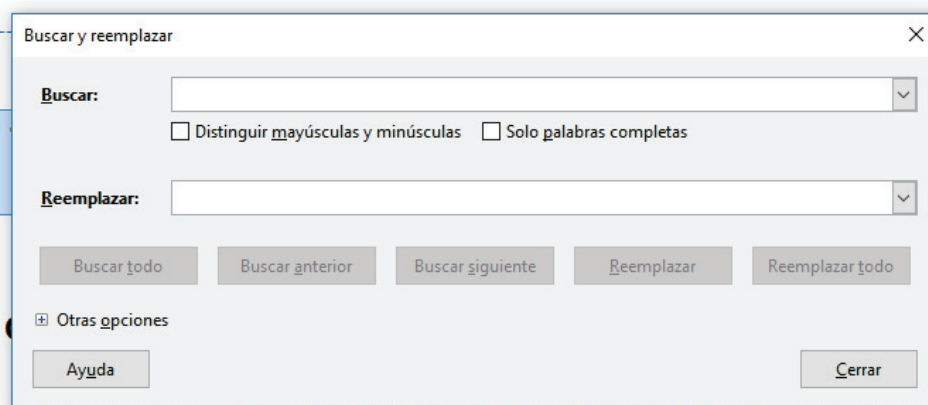 Buscar y reemplazar
Buscar:
Distinguir mayúsculas y minúsculas Solo palabras completas
Reemplazar:
Buscar todo Buscar anterior Buscar siguiente Reemplazar Reemplazar todo
Otras opciones
Ayuda Cerrar